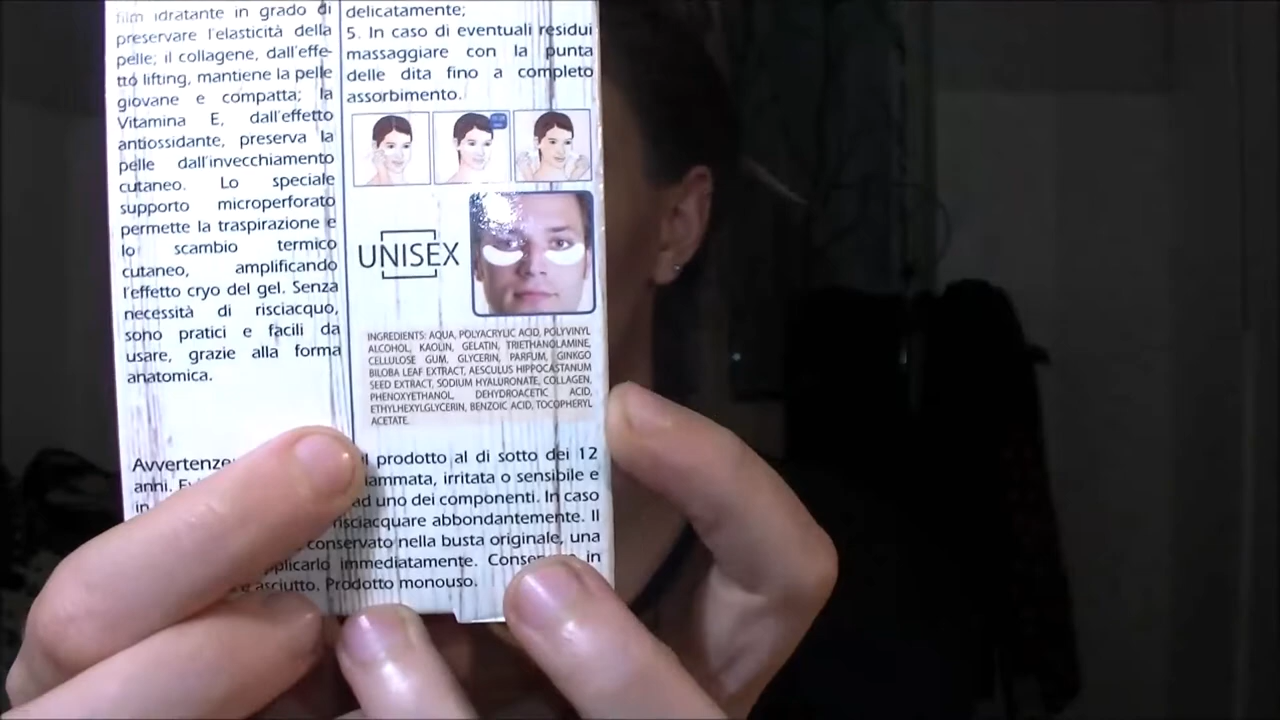 film idratante in grado di
preservare l'elasticità della
pelle; il collagene, dall'effe-
tto lifting, mantiene la pelle
giovane e compatta; la
Vitamina E, dall'effetto
antiossidante, preserva la
pelle dall'invecchiamento
cutaneo. Lo speciale
supporto microperforato
permette la traspirazione e
lo scambio termico
cutaneo, amplificando
l'effetto cryo del gel. Senza
necessità di risciacquo,
sono pratici e facili da
usare, grazie alla forma
anatomica.
delicatamente;
5. In caso di eventuali residui
massaggiare con la punta
delle dita fino a completo
assorbimento.
UNISEX
INGREDIENTS: AQUA, POLYACRYLIC ACID, POLYVINYL
ALCOHOL, KAOLIN, GELATIN, TRIETHANOLAMINE,
CELLULOSE GUM, GLYCERIN, PARFUM, GINKGO
BILOBA LEAF EXTRACT, AESCULUS HIPPOCASTANUM
SEED EXTRACT, SODIUM HYALURONATE, COLLAGEN,
PHENOXYETHANOL, DEHYDROACETIC ACID,
ETHYLHEXYLGLYCERIN, BENZOIC ACID, TOCOPHERYL
ACETATE.
Avvertenze prodotto al di sotto dei 12
anni. irritata o sensibile e
in ad uno dei componenti. In caso
risciacquare abbondantemente. Il
conservato nella busta originale, una
immediatamente. in
asciutto. Prodotto monouso.